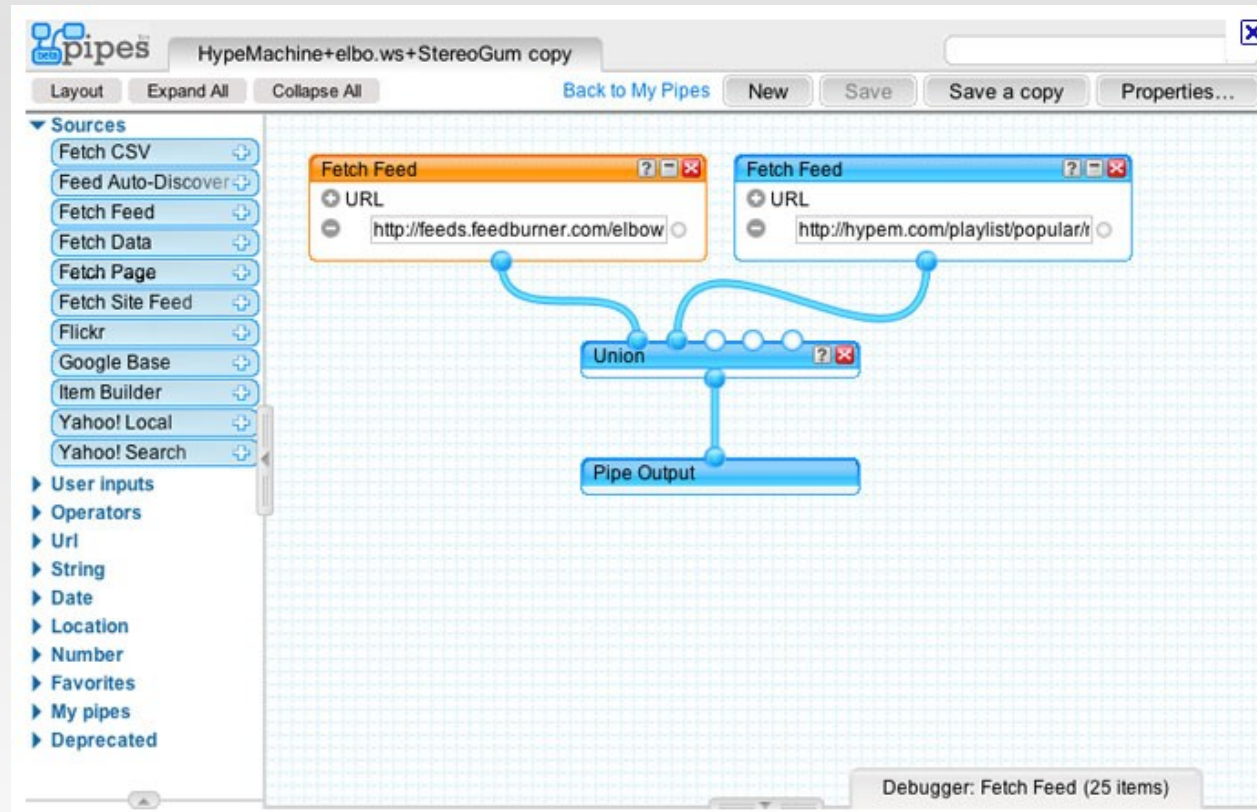 pipes
beta
HypeMachine+elbo.ws+StereoGum copy
Layout Expand All Collapse All Back to My Pipes New Save Save a copy Properties...
Sources
Fetch CSV
Feed Auto-Discover
Fetch Feed
Fetch Data
Fetch Page
Fetch Site Feed
Flickr
Google Base
Item Builder
Yahoo! Local
Yahoo! Search
User inputs
Operators
Url
String
Date
Location
Number
Favorites
My pipes
Deprecated
Fetch Feed
URL
http://feeds.feedburner.com/elbow
Fetch Feed
URL
http://hypem.com/playlist/popular/r
Union
Pipe Output
Debugger: Fetch Feed (25 items)